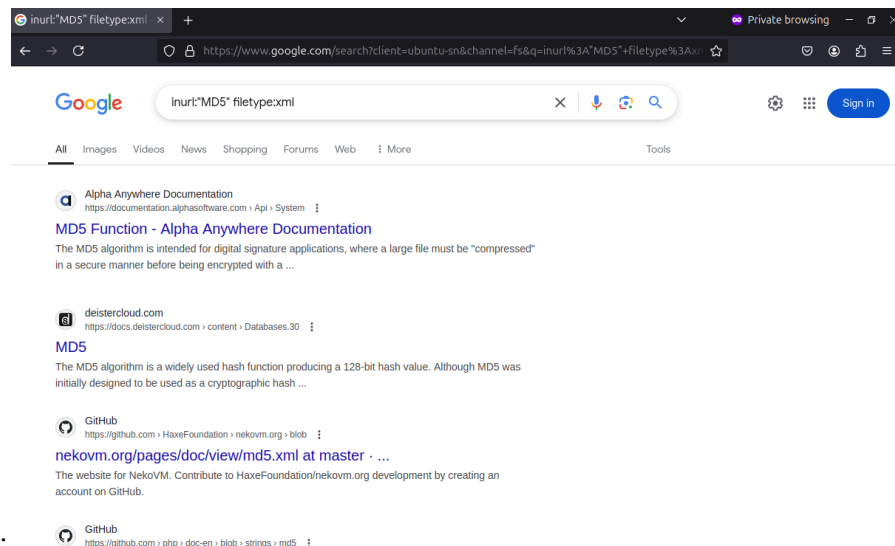 inurl:"MD5" filetype:xml -
Private browsing
https://www.google.com/search?client=ubuntu-sn&channel=fs&q=inurl%3A"MD5"+filetype%3Axm
Google
inurl:"MD5" filetype:xml
Sign in
All Images Videos News Shopping Forums Web More
Tools
Alpha Anywhere Documentation
https://documentation.alphasoftware.com › Api › System
MD5 Function - Alpha Anywhere Documentation
The MD5 algorithm is intended for digital signature applications, where a large file must be "compressed"
in a secure manner before being encrypted with a ...
deistercloud.com
https://docs.deistercloud.com › content › Databases.30
MD5
The MD5 algorithm is a widely used hash function producing a 128-bit hash value. Although MD5 was
initially designed to be used as a cryptographic hash ...
GitHub
https://github.com › HaxeFoundation › nekovm.org › blob
nekovm.org/pages/doc/view/md5.xml at master · ...
The website for NekoVM. Contribute to HaxeFoundation/nekovm.org development by creating an
account on GitHub.
GitHub
https://github.com › php › doc-en › blob › strings › md5
.